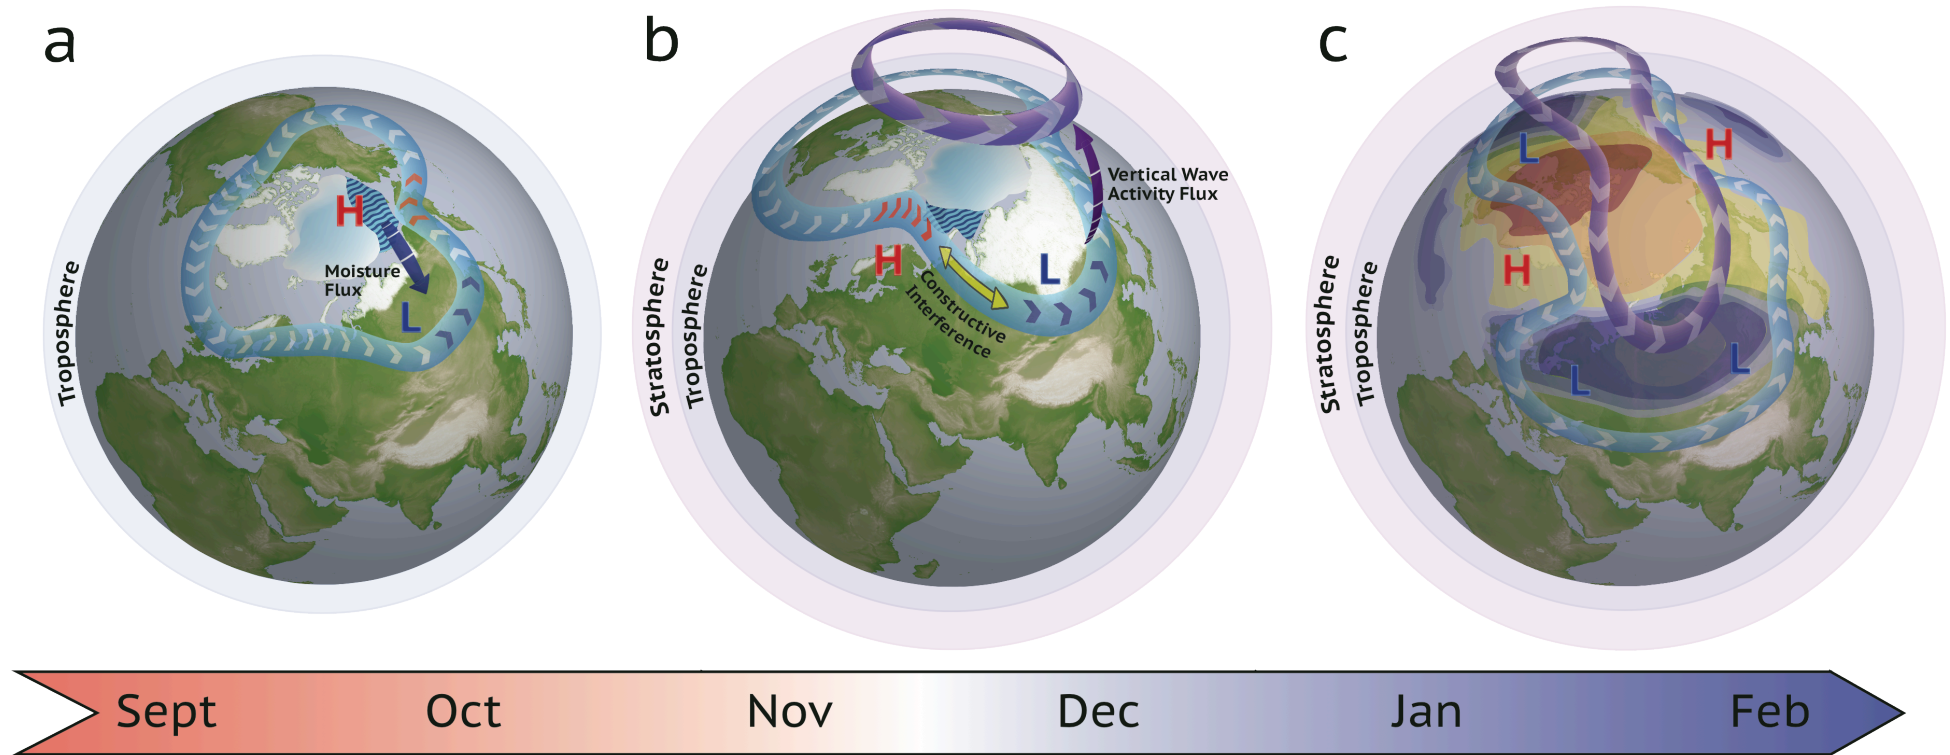 a
Troposphere
H
Moisture
Flux
L
b
Stratosphere
Troposphere
Vertical Wave
Activity Flux
H
L
Constructive
Interference
c
Stratosphere
Troposphere
L
H
H
L
L
Sept Oct Nov Dec Jan Feb